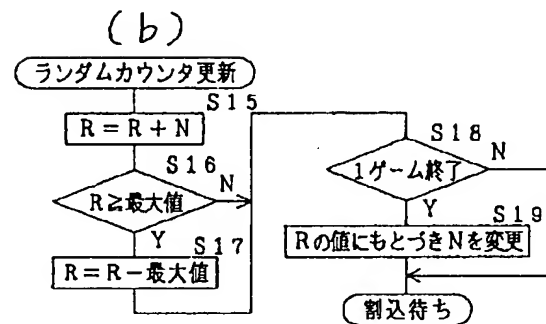 (b)
ランダムカウンタ更新
S15
R=R+N
S16
R≧最大値
N
Y
S17
R=R-最大値
S18
1ゲーム終了
N
Y
S19
Rの値にもとづきNを変更
割込待ち